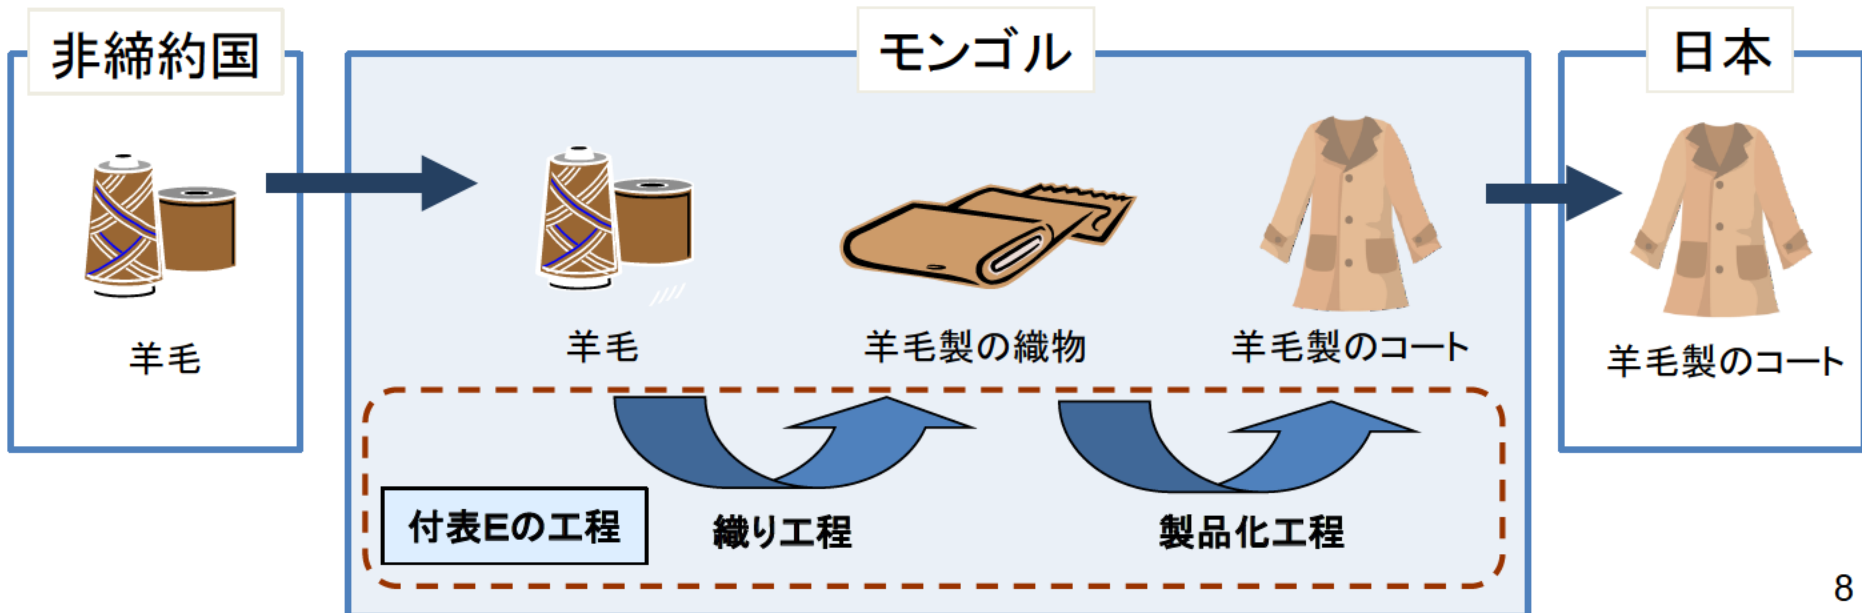 非締約国
モンゴル
日本
羊毛
羊毛
羊毛製の織物
羊毛製のコート
羊毛製のコート
付表Eの工程
織り工程
製品化工程
8